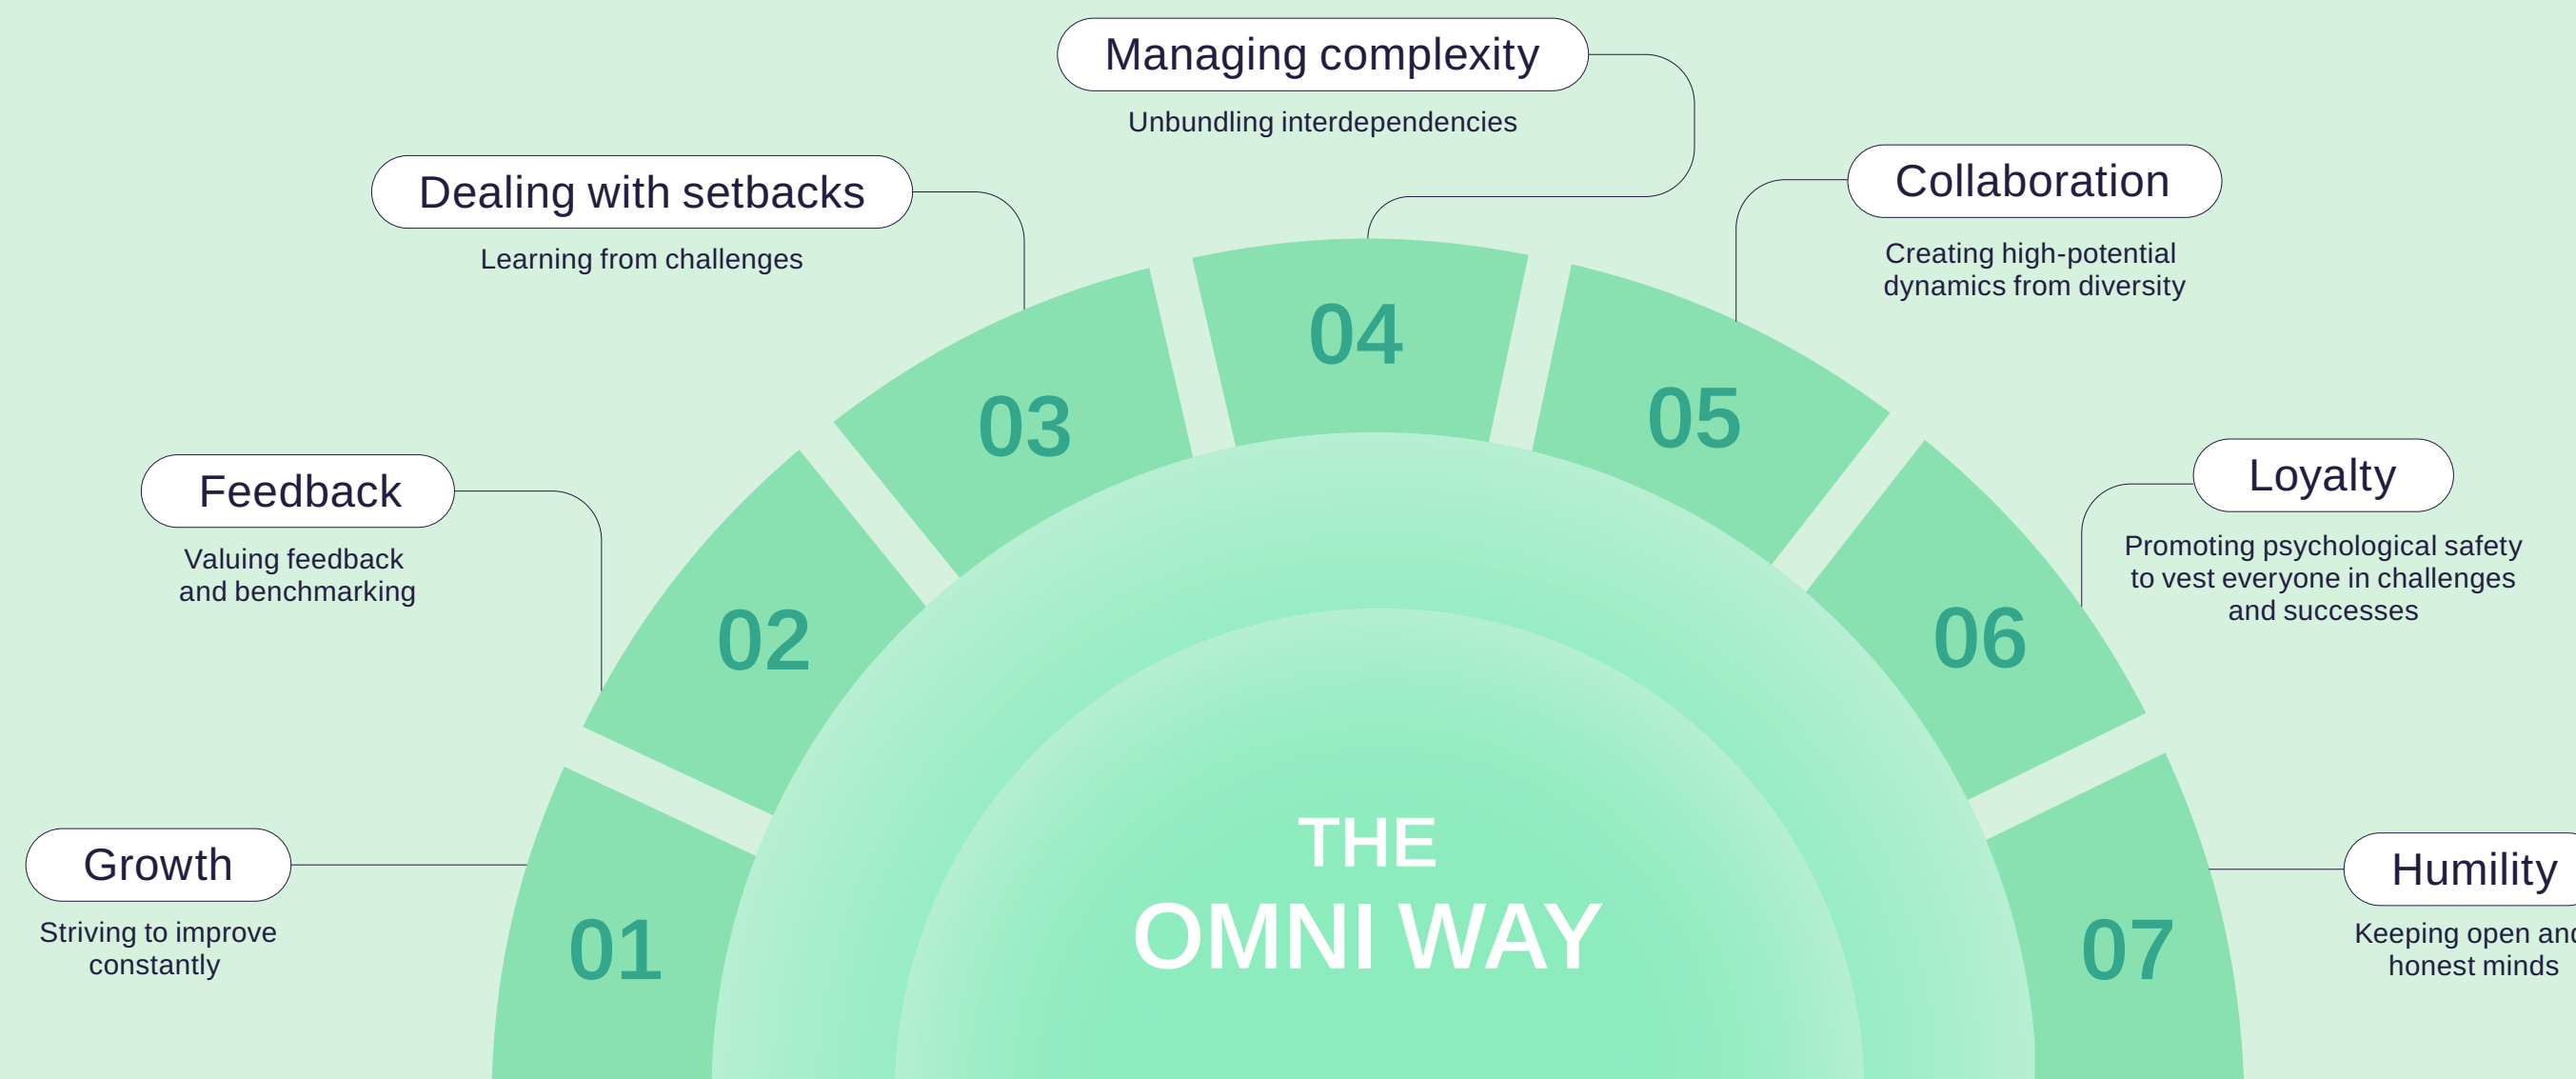 Managing complexity
Unbundling interdependencies
Dealing with setbacks
Learning from challenges
Collaboration
Creating high-potential
dynamics from diversity
Feedback
Valuing feedback
and benchmarking
Loyalty
Promoting psychological safety
to vest everyone in challenges
and successes
Growth
Striving to improve
constantly
Humility
Keeping open and
honest minds
01
02
03
04
05
06
07
THE
OMNI WAY